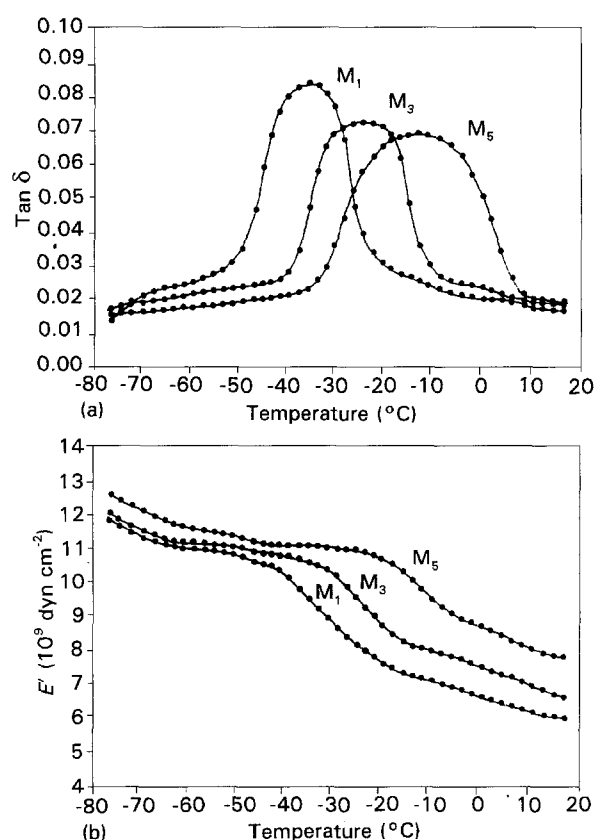 0.10
0.09
0.08
0.07
0.06
0.05
0.04
0.03
0.02
0.01
0.00
Tan δ
M1
M3
M5
-80 -70 -60 -50 -40 -30 -20 -10 0 10 20
(a) Temperature (°C)
14
13
12
11
10
9
8
7
6
5
4
E′ (10⁹ dyn cm⁻²)
M5
M3
M1
-80 -70 -60 -50 -40 -30 -20 -10 0 10 20
(b) Temperature (°C)